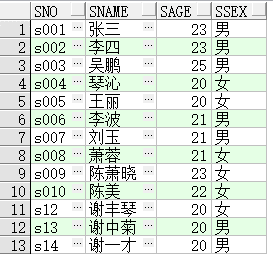 SNO SNAME SAGE SSEX
1 s001 ··· 张三 ··· 23 男
2 s002 ··· 李四 ··· 23 男
3 s003 ··· 吴鹏 ··· 25 男
4 s004 ··· 琴沁 ··· 20 女
5 s005 ··· 王丽 ··· 20 女
6 s006 ··· 李波 ··· 21 男
7 s007 ··· 刘玉 ··· 21 男
8 s008 ··· 萧蓉 ··· 21 女
9 s009 ··· 陈萧晓 ··· 23 女
10 s010 ··· 陈美 ··· 22 女
11 s12 ··· 谢丰琴 ··· 20 女
12 s13 ··· 谢中菊 ··· 20 男
13 s14 ··· 谢一才 ··· 20 男